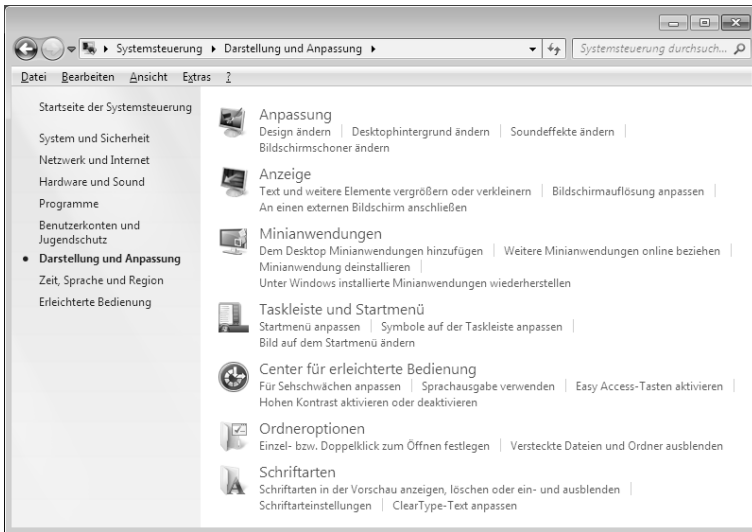 Systemsteuerung Darstellung und Anpassung Systemsteuerung durchsuch...
Datei Bearbeiten Ansicht Extras ?
Startseite der Systemsteuerung
System und Sicherheit
Netzwerk und Internet
Hardware und Sound
Programme
Benutzerkonten und
Jugendschutz
Darstellung und Anpassung
Zeit, Sprache und Region
Erleichterte Bedienung
Anpassung
Design ändern Desktophintergrund ändern Soundeffekte ändern
Bildschirmschoner ändern
Anzeige
Text und weitere Elemente vergrößern oder verkleinern Bildschirmauflösung anpassen
An einen externen Bildschirm anschließen
Minianwendungen
Dem Desktop Minianwendungen hinzufügen Weitere Minianwendungen online beziehen
Minianwendung deinstallieren
Unter Windows installierte Minianwendungen wiederherstellen
Taskleiste und Startmenü
Startmenü anpassen Symbole auf der Taskleiste anpassen
Bild auf dem Startmenü ändern
Center für erleichterte Bedienung
Für Sehschwächen anpassen Sprachausgabe verwenden Easy Access-Tasten aktivieren
Hohen Kontrast aktivieren oder deaktivieren
Ordneroptionen
Einzel- bzw. Doppelklick zum Öffnen festlegen Versteckte Dateien und Ordner ausblenden
Schriftarten
Schriftarten in der Vorschau anzeigen, löschen oder ein- und ausblenden
Schriftarteinstellungen ClearType-Text anpassen